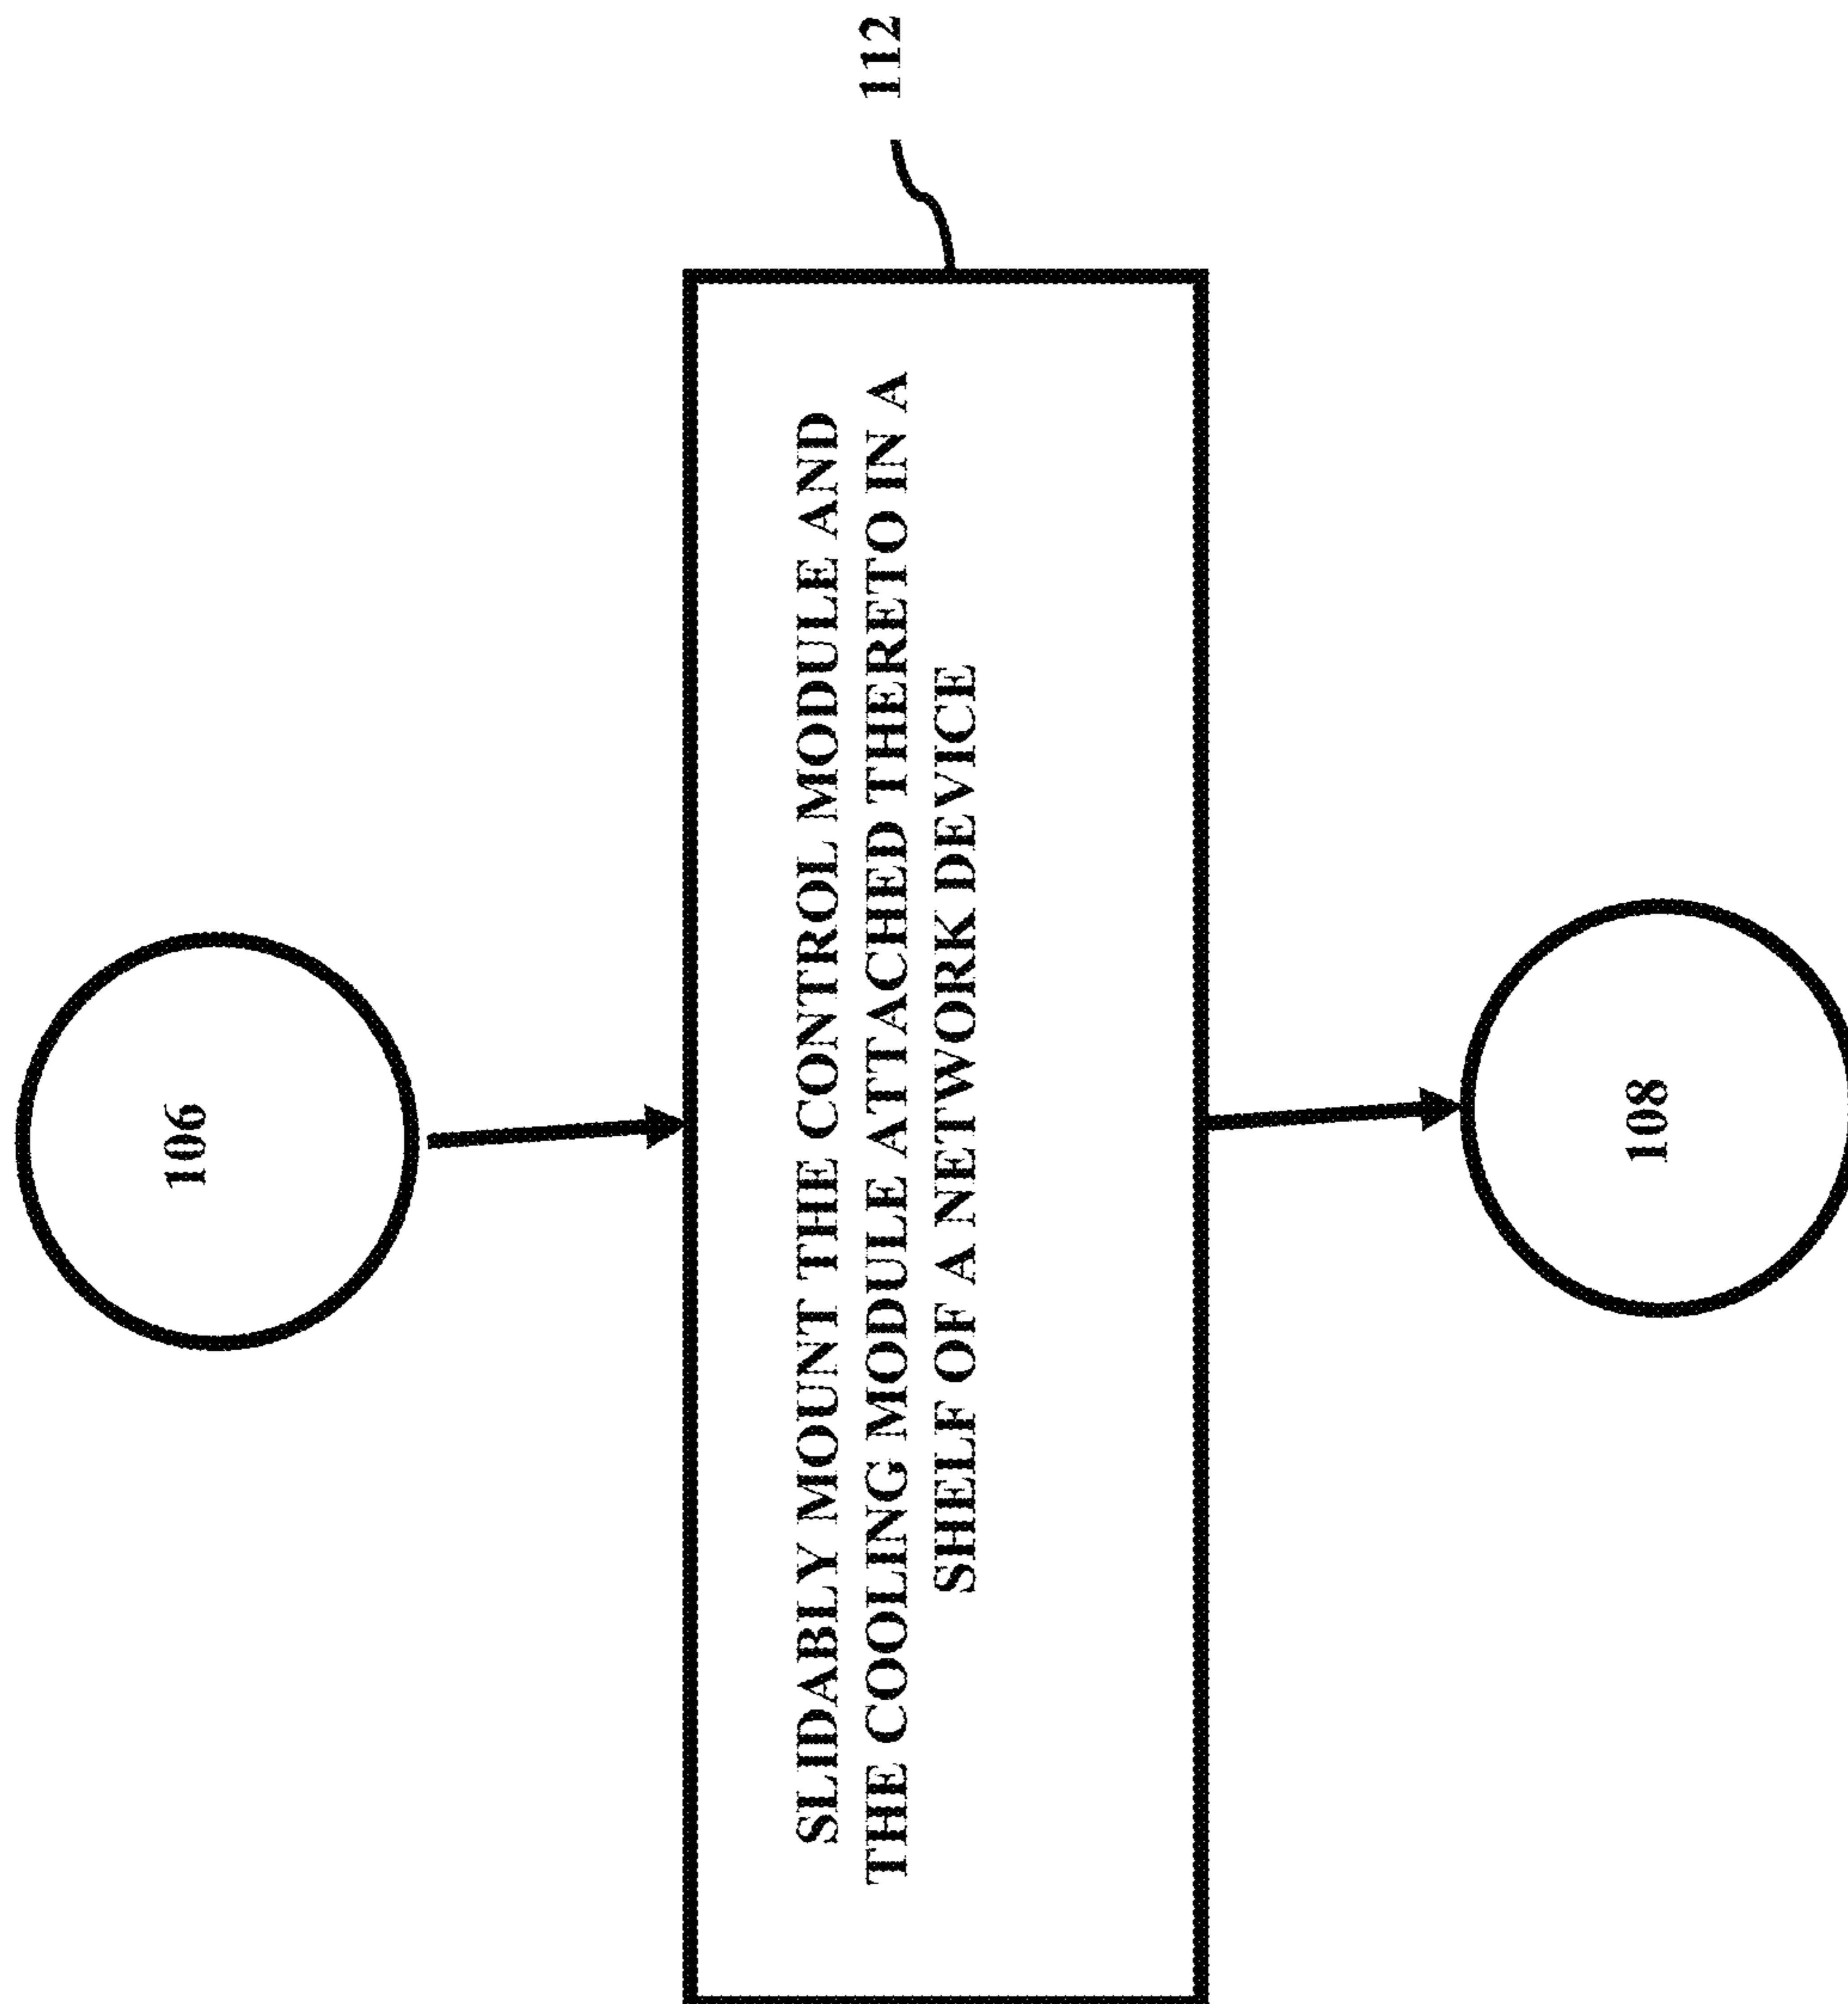 106
SLIDABLY MOUNT THE CONTROL MODULE AND
THE COOLING MODULE ATTACHED THERETO IN A
SHELF OF A NETWORK DEVICE
112
108